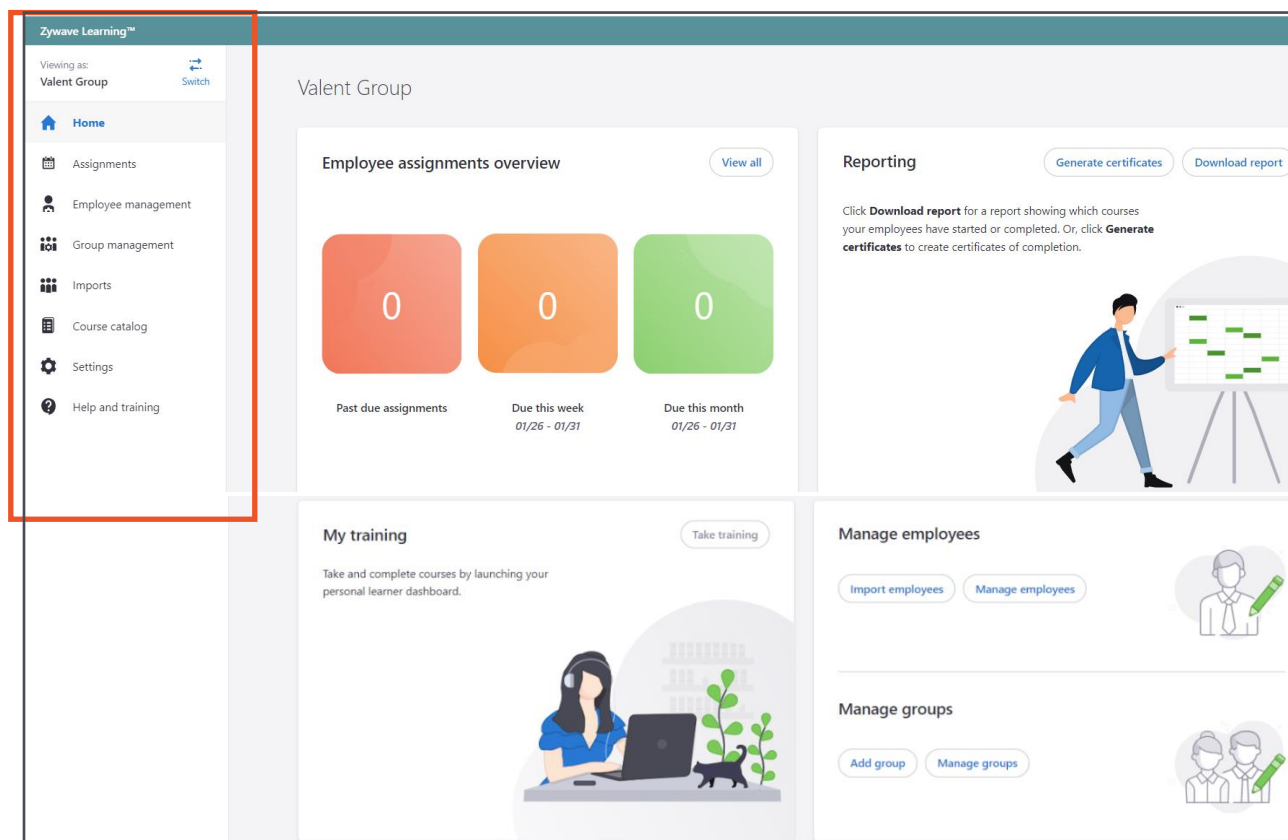 Zywave Learning™
Viewing as:
Valent Group
Switch
Home
Assignments
Employee management
Group management
Imports
Course catalog
Settings
Help and training
Valent Group
Employee assignments overview
View all
0
0
0
Past due assignments
Due this week
01/26 - 01/31
Due this month
01/26 - 01/31
Reporting
Generate certificates
Download report
Click Download report for a report showing which courses
your employees have started or completed. Or, click Generate
certificates to create certificates of completion.
My training
Take training
Take and complete courses by launching your
personal learner dashboard.
Manage employees
Import employees
Manage employees
Manage groups
Add group
Manage groups